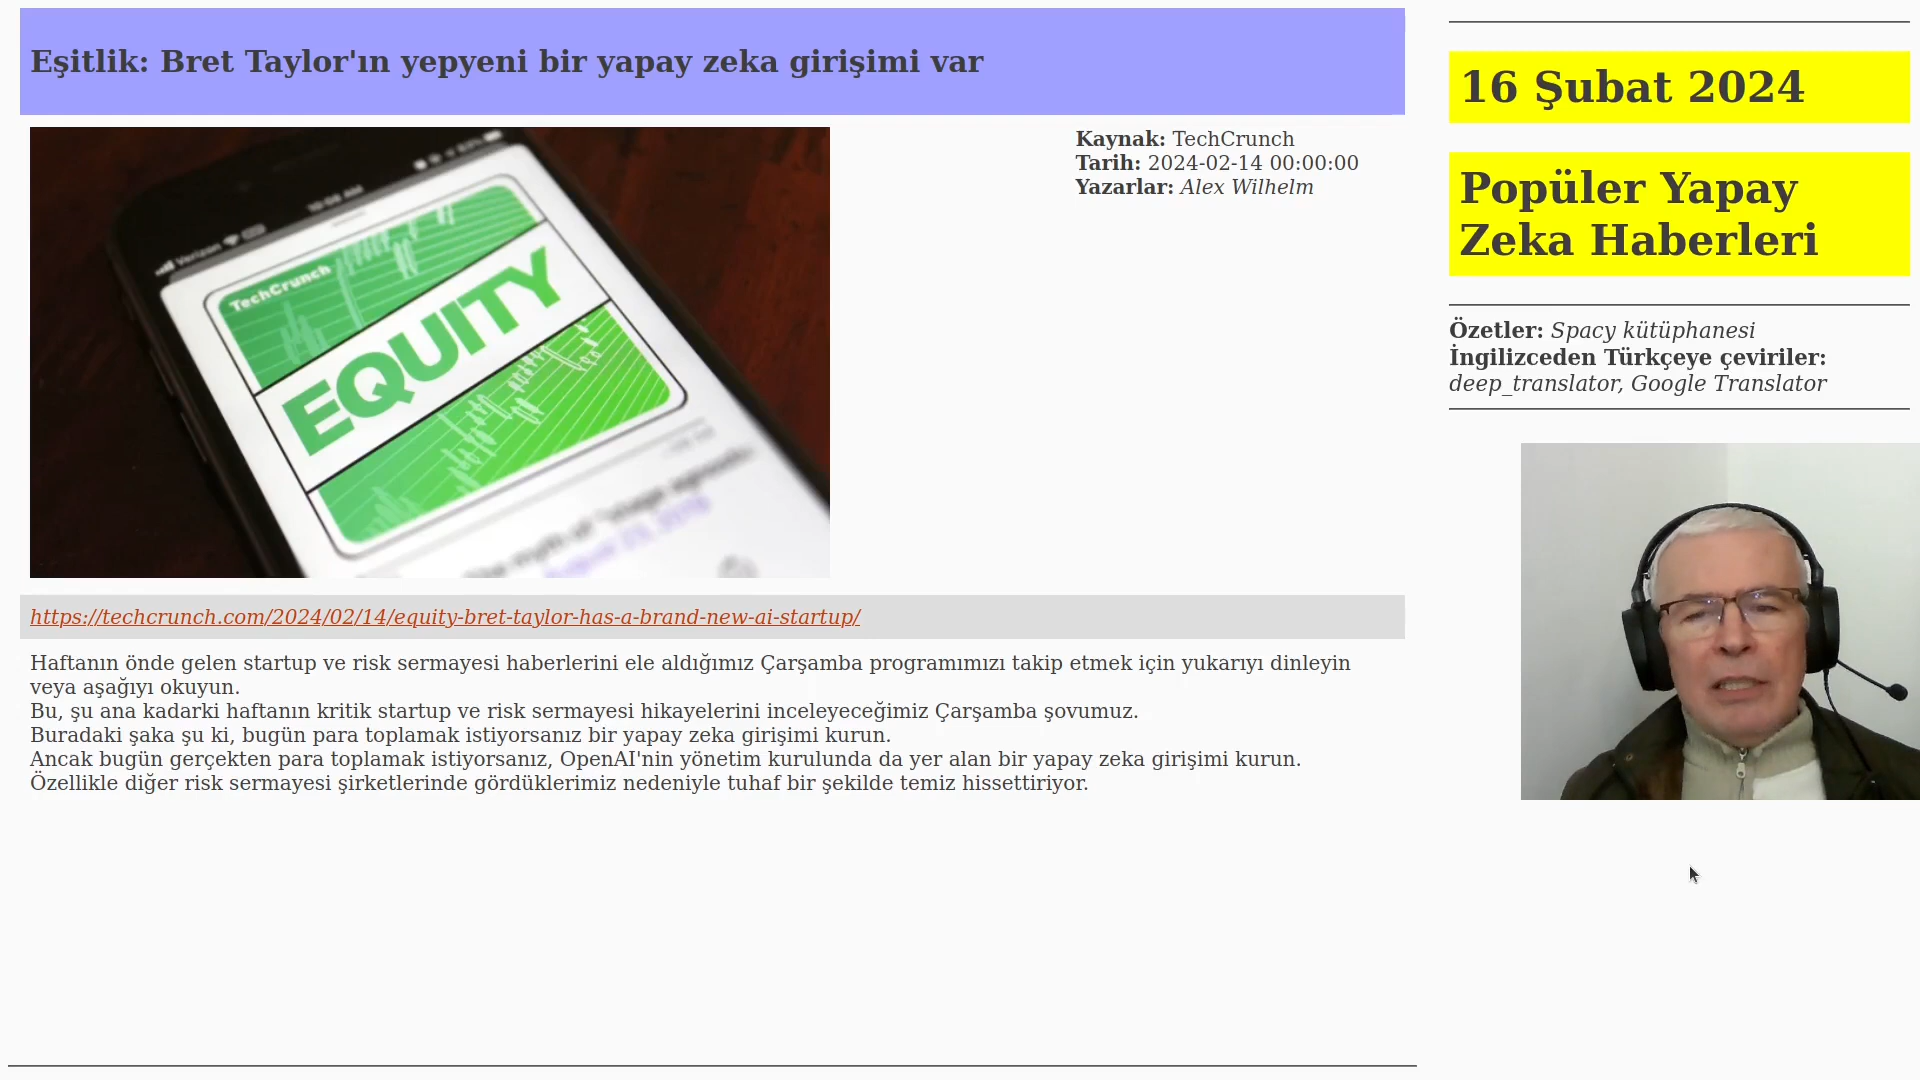 Eşitlik: Bret Taylor'ın yepyeni bir yapay zeka girişimi var
Verizon
10:08 AM
TechCrunch
EQUITY
Kaynak: TechCrunch
Tarih: 2024-02-14 00:00:00
Yazarlar: Alex Wilhelm
https://techcrunch.com/2024/02/14/equity-bret-taylor-has-a-brand-new-ai-startup/
Haftanın önde gelen startup ve risk sermayesi haberlerini ele aldığımız Çarşamba programımızı takip etmek için yukarıyı dinleyin
veya aşağıyı okuyun.
Bu, şu ana kadarki haftanın kritik startup ve risk sermayesi hikayelerini inceleyeceğimiz Çarşamba şovumuz.
Buradaki şaka şu ki, bugün para toplamak istiyorsanız bir yapay zeka girişimi kurun.
Ancak bugün gerçekten para toplamak istiyorsanız, OpenAI'nin yönetim kurulunda da yer alan bir yapay zeka girişimi kurun.
Özellikle diğer risk sermayesi şirketlerinde gördüklerimiz nedeniyle tuhaf bir şekilde temiz hissettiriyor.
16 Şubat 2024
Popüler Yapay
Zeka Haberleri
Özetler: Spacy kütüphanesi
İngilizceden Türkçeye çeviriler:
deep_translator, Google Translator